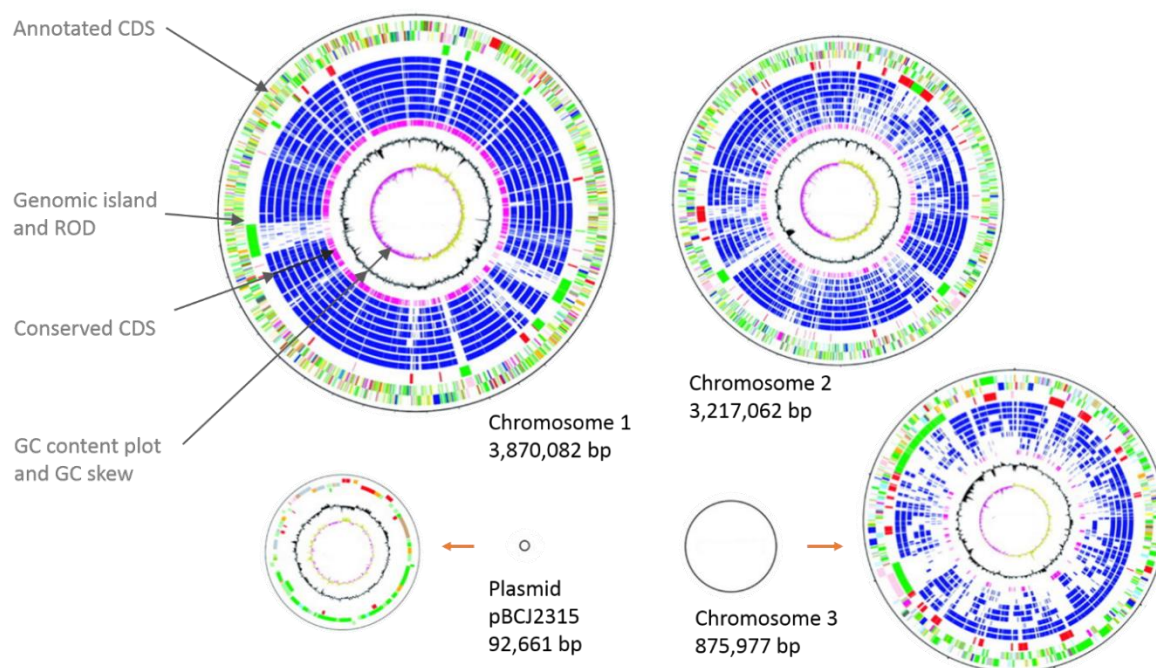 Annotated CDS
Genomic island
and ROD
Conserved CDS
GC content plot
and GC skew
Chromosome 1
3,870,082 bp
Chromosome 2
3,217,062 bp
Plasmid
pBCJ2315
92,661 bp
Chromosome 3
875,977 bp